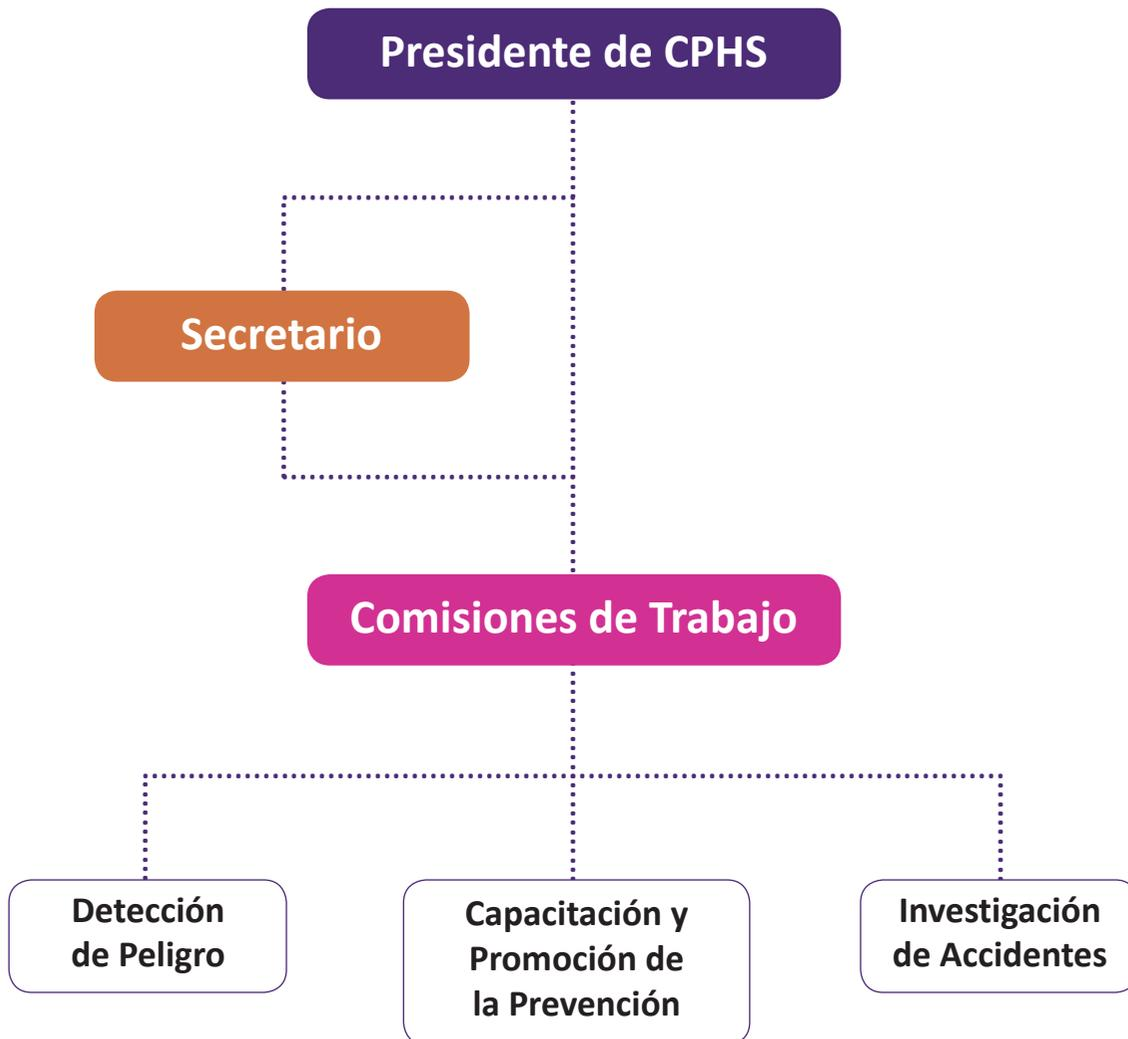 Presidente de CPHS
Secretario
Comisiones de Trabajo
Detección
de Peligro
Capacitación y
Promoción de
la Prevención
Investigación
de Accidentes